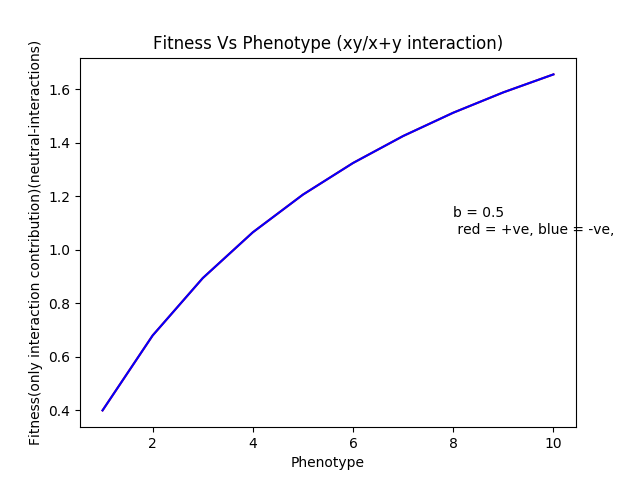 Fitness Vs Phenotype (xy/x+y interaction)
Fitness(only interaction contribution)(neutral-interactions)
1.6
1.4
1.2
1.0
0.8
0.6
0.4
b = 0.5
red = +ve, blue = -ve,
2
4
6
8
10
Phenotype